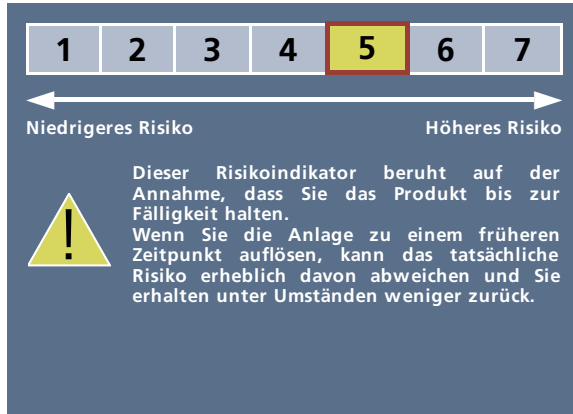 1 2 3 4 5 6 7
Niedrigeres Risiko Höheres Risiko
Dieser Risikoindikator beruht auf der
Annahme, dass Sie das Produkt bis zur
Fälligkeit halten.
Wenn Sie die Anlage zu einem früheren
Zeitpunkt auflösen, kann das tatsächliche
Risiko erheblich davon abweichen und Sie
erhalten unter Umständen weniger zurück.
!